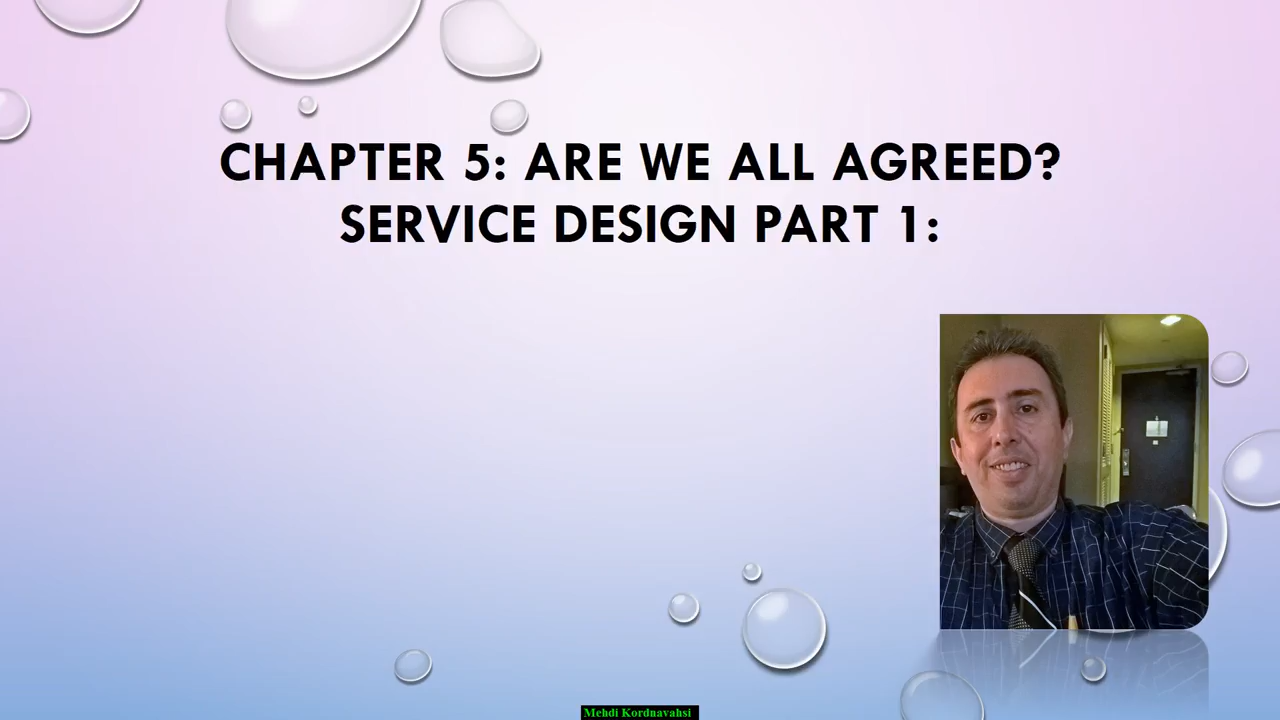 CHAPTER 5: ARE WE ALL AGREED?
SERVICE DESIGN PART 1:
Mehdi Kordnavahsi